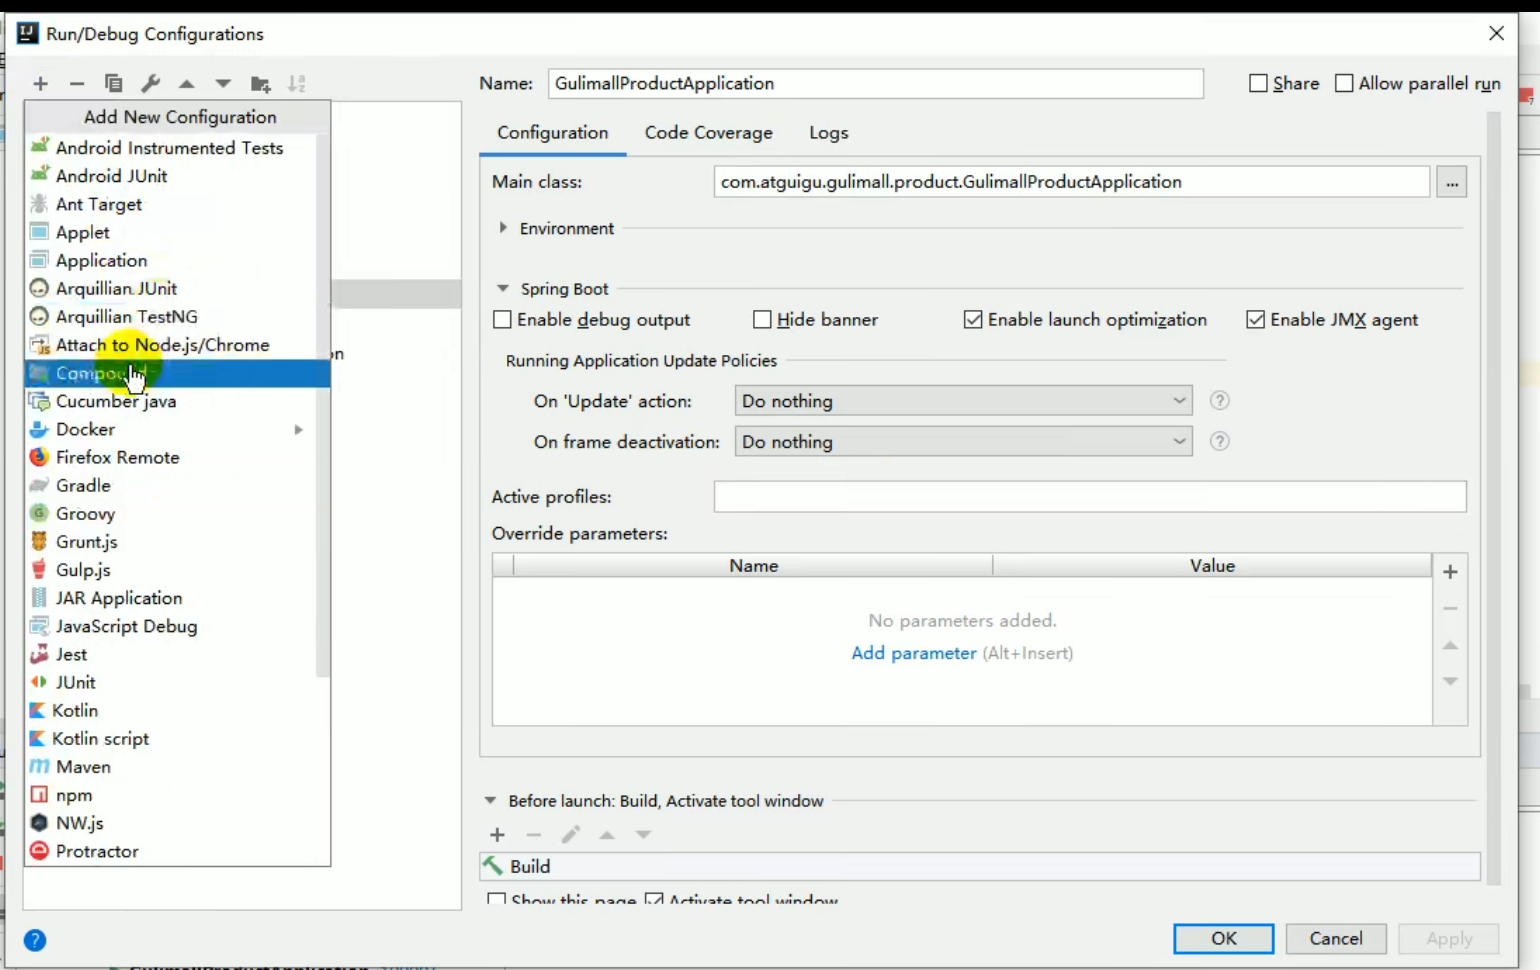 Run/Debug Configurations
Name: GulimallProductApplication
Share
Allow parallel run
Add New Configuration
Android Instrumented Tests
Android JUnit
Ant Target
Applet
Application
Arquillian JUnit
Arquillian TestNG
Attach to Node.js/Chrome
Compound
Cucumber java
Docker
Firefox Remote
Gradle
Groovy
Grunt.js
Gulp.js
JAR Application
JavaScript Debug
Jest
JUnit
Kotlin
Kotlin script
Maven
npm
NW.js
Protractor
Configuration
Code Coverage
Logs
Main class: com.atguigu.gulimall.product.GulimallProductApplication
...
Environment
Spring Boot
Enable debug output
Hide banner
Enable launch optimization
Enable JMX agent
Running Application Update Policies
On 'Update' action: Do nothing ?
On frame deactivation: Do nothing ?
Active profiles:
Override parameters:
Name
Value
No parameters added.
Add parameter (Alt+Insert)
Before launch: Build, Activate tool window
Build
Show this page
Activate tool window
?
OK
Cancel
Apply